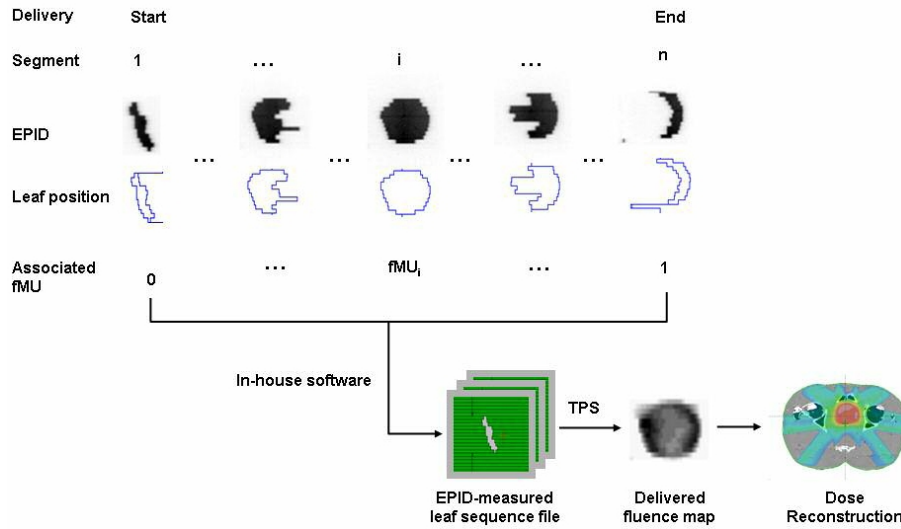 Delivery Start End
Segment 1 ... i ... n
EPID
... ... ... ...
Leaf position
Associated
fMU
0 ... fMUi ... 1
In-house software
TPS
EPID-measured
leaf sequence file
Delivered
fluence map
Dose
Reconstruction